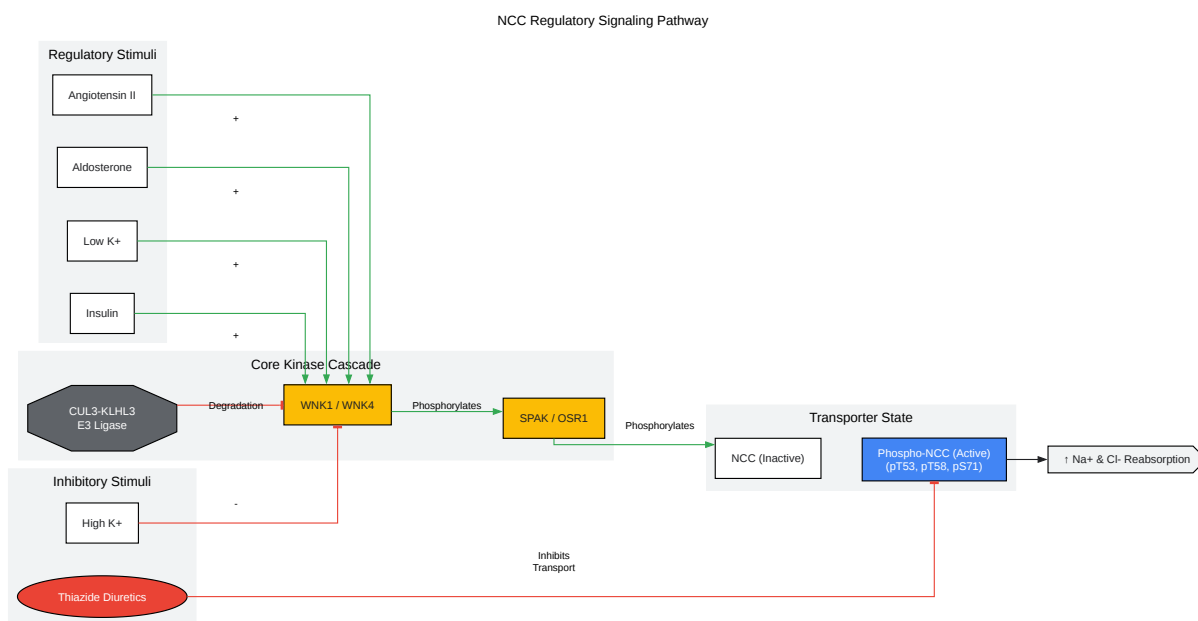 NCC Regulatory Signaling Pathway
Regulatory Stimuli
Angiotensin II
+
Aldosterone
+
Low K+
+
Insulin
+
Core Kinase Cascade
CUL3-KLHL3
E3 Ligase
Degradation
WNK1 / WNK4
Phosphorylates
SPAK / OSR1
Phosphorylates
Transporter State
NCC (Inactive)
Phospho-NCC (Active)
(pT53, pT58, pS71)
↑ Na+ & Cl- Reabsorption
Inhibitory Stimuli
High K+
-
Inhibits
Transport
Thiazide Diuretics